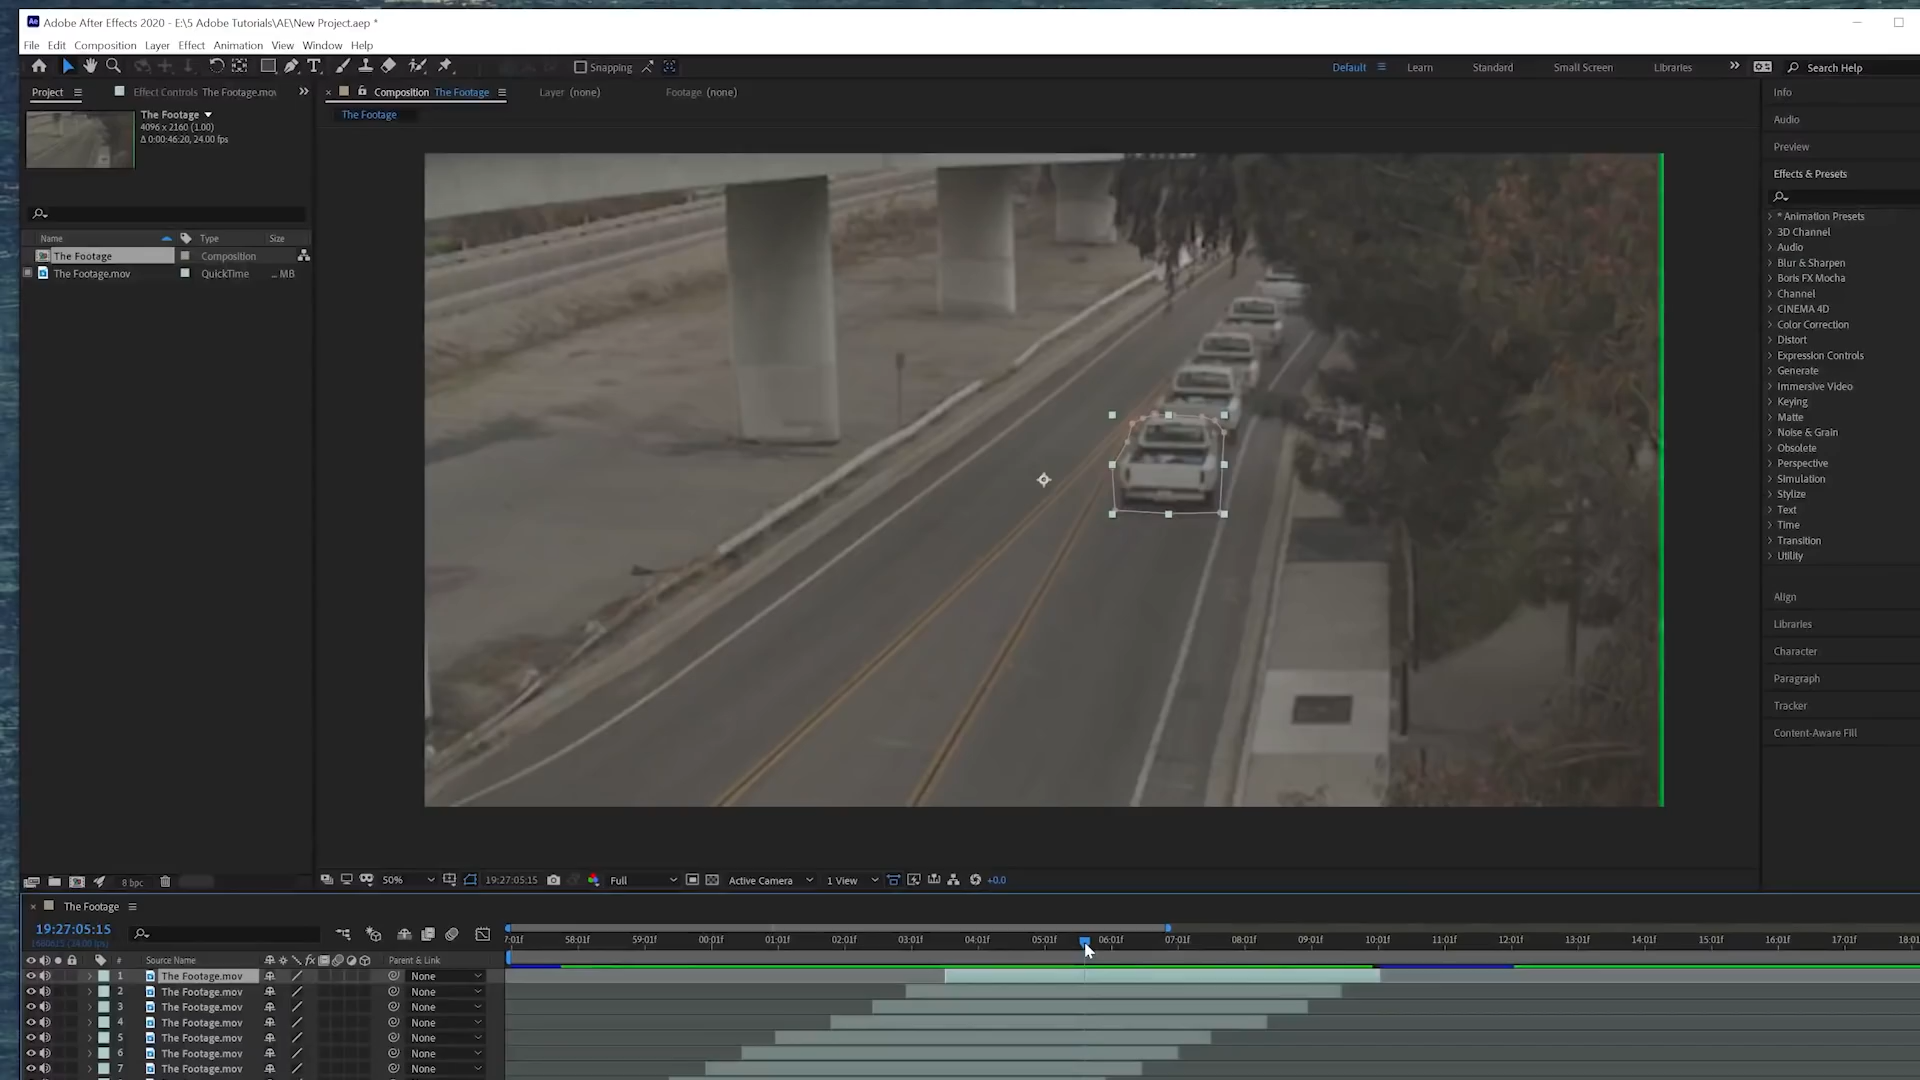 Adobe After Effects 2020 - E:\5 Adobe Tutorials\AE\New Project.aep *
File Edit Composition Layer Effect Animation View Window Help
Snapping Default Learn Standard Small Screen Libraries Search Help
Project Effect Controls The Footage.mov Composition The Footage Layer (none) Footage (none) Info
The Footage
The Footage
4096 x 2160 (1.00)
Δ 0:00:46:20, 24.00 fps
Audio
Preview
Effects & Presets
* Animation Presets
3D Channel
Audio
Blur & Sharpen
Boris FX Mocha
Channel
CINEMA 4D
Color Correction
Distort
Expression Controls
Generate
Immersive Video
Keying
Matte
Noise & Grain
Obsolete
Perspective
Simulation
Stylize
Text
Time
Transition
Utility
Align
Libraries
Character
Paragraph
Tracker
Content-Aware Fill
Name Type Size
The Footage Composition
The Footage.mov QuickTime ... MB
8 bpc
50% 19:27:05:15 Full Active Camera 1 View +0.0
The Footage
19:27:05:15
7:01f 58:01f 59:01f 00:01f 01:01f 02:01f 03:01f 04:01f 05:01f 06:01f 07:01f 08:01f 09:01f 10:01f 11:01f 12:01f 13:01f 14:01f 15:01f 16:01f 17:01f 18:01
# Source Name fx Parent & Link
1 The Footage.mov None
2 The Footage.mov None
3 The Footage.mov None
4 The Footage.mov None
5 The Footage.mov None
6 The Footage.mov None
7 The Footage.mov None